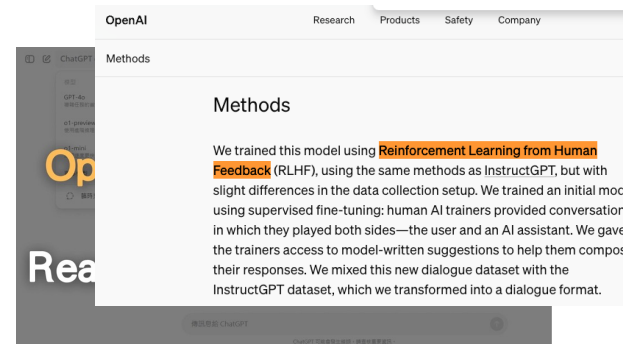 OpenAI
Research Products Safety Company
Methods
Methods
We trained this model using Reinforcement Learning from Human
Feedback (RLHF), using the same methods as InstructGPT, but with
slight differences in the data collection setup. We trained an initial mod
using supervised fine-tuning: human AI trainers provided conversation
in which they played both sides—the user and an AI assistant. We gave
the trainers access to model-written suggestions to help them compos
their responses. We mixed this new dialogue dataset with the
InstructGPT dataset, which we transformed into a dialogue format.
ChatGPT
GPT-4o
o1-preview
o1-mini
Op
Rea
ChatGPT